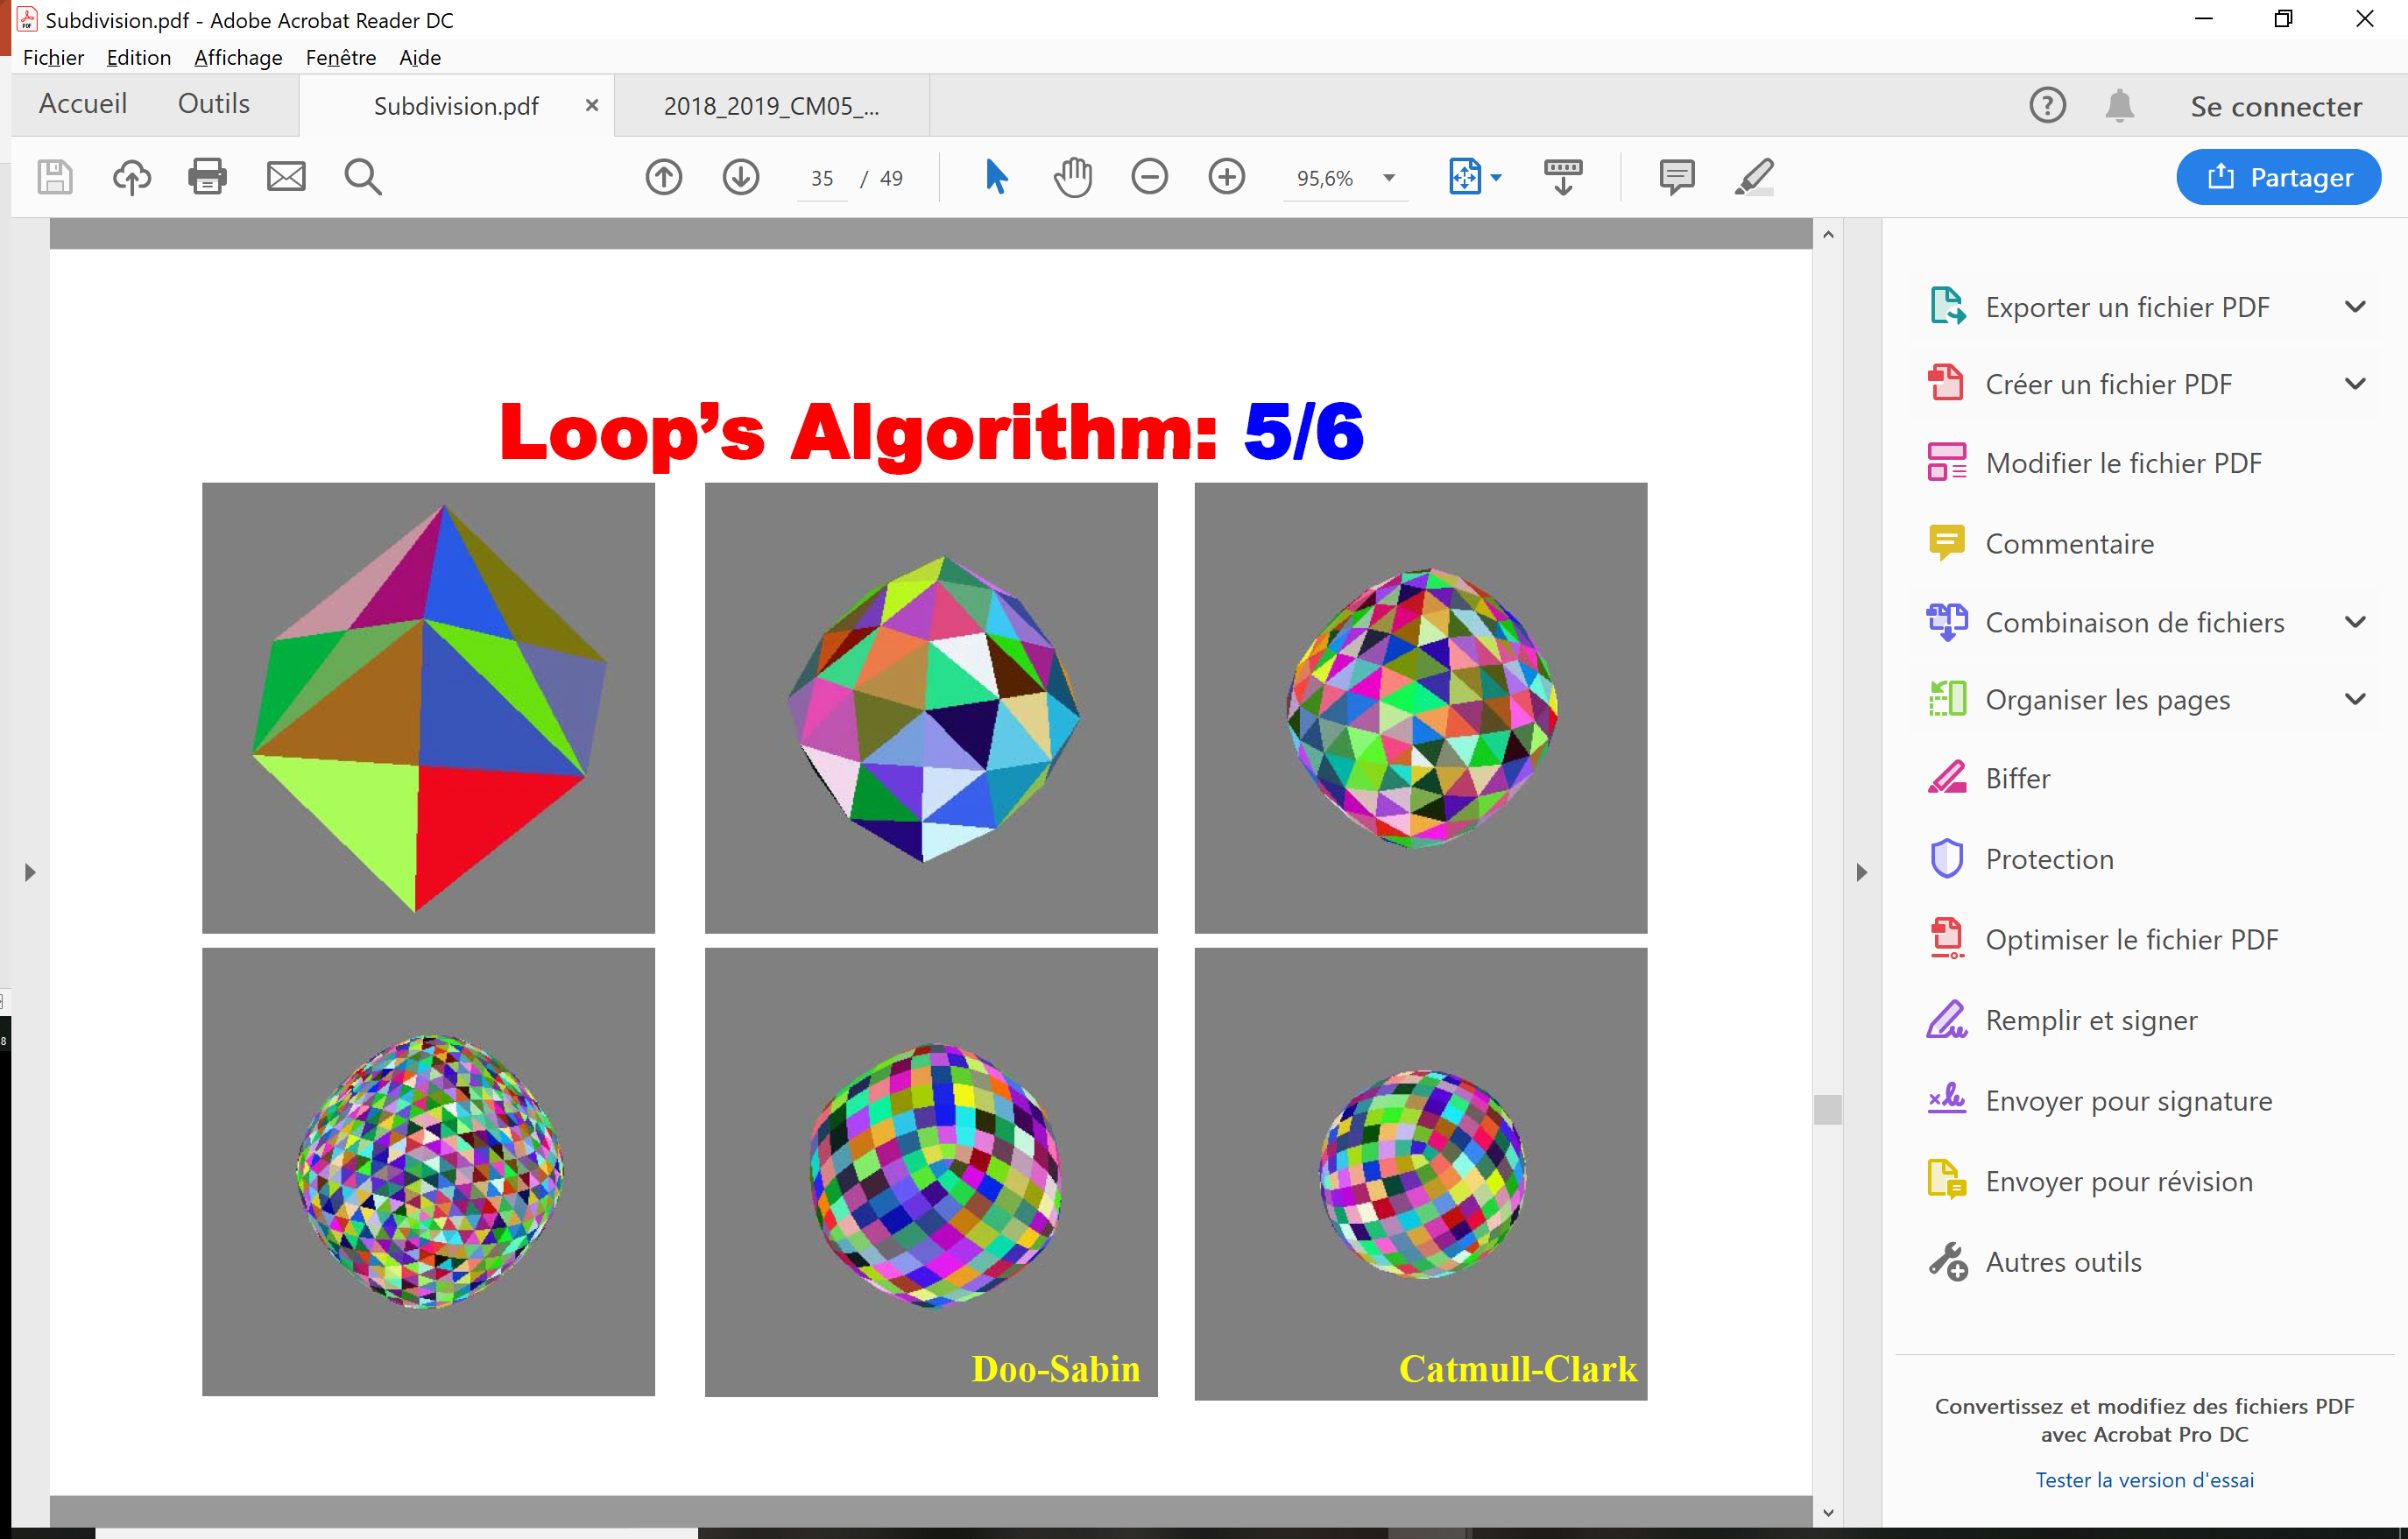 Subdivision.pdf - Adobe Acrobat Reader DC
Fichier Edition Affichage Fenêtre Aide
Accueil Outils Subdivision.pdf 2018_2019_CM05_... Se connecter
35 / 49 95,6% Partager
Loop's Algorithm: 5/6
Doo-Sabin
Catmull-Clark
Exporter un fichier PDF
Créer un fichier PDF
Modifier le fichier PDF
Commentaire
Combinaison de fichiers
Organiser les pages
Biffer
Protection
Optimiser le fichier PDF
Remplir et signer
Envoyer pour signature
Envoyer pour révision
Autres outils
Convertissez et modifiez des fichiers PDF
avec Acrobat Pro DC
Tester la version d'essai
8